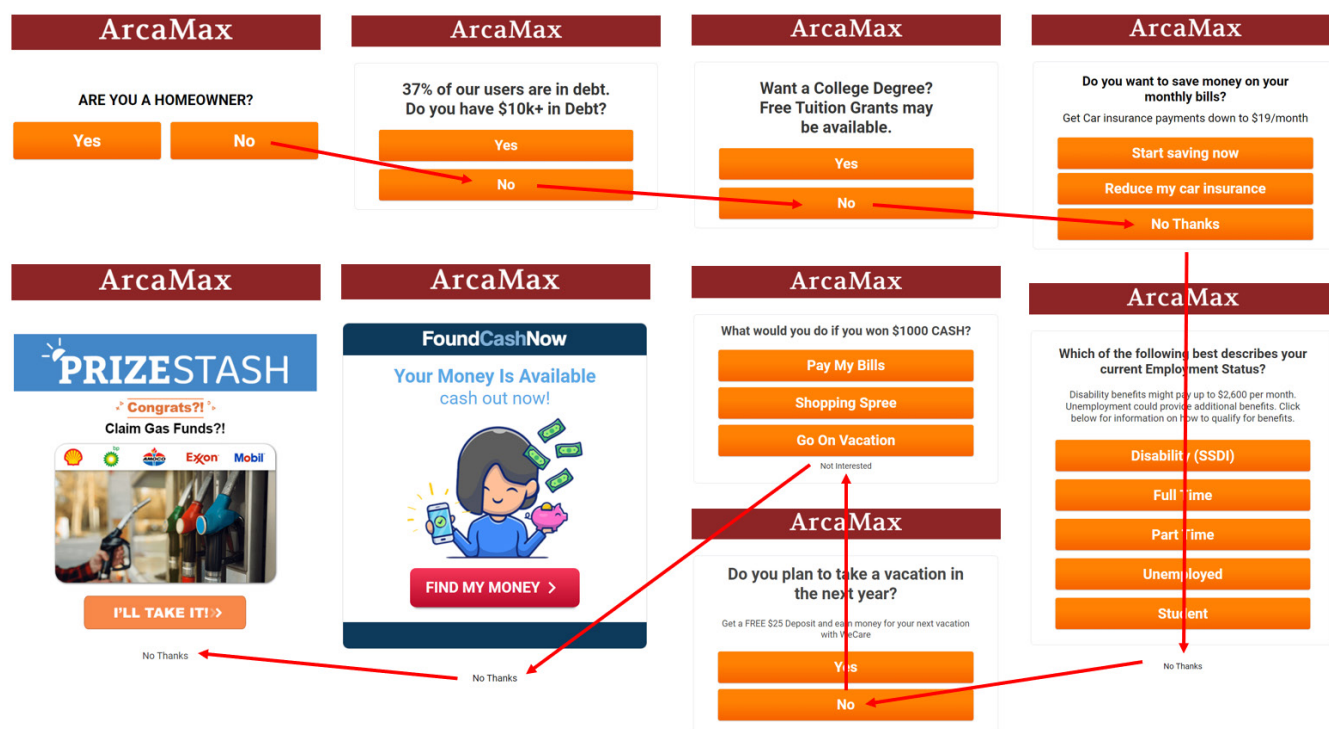 ArcaMax
ARE YOU A HOMEOWNER?
Yes
No
ArcaMax
37% of our users are in debt.
Do you have $10k+ in Debt?
Yes
No
ArcaMax
Want a College Degree?
Free Tuition Grants may
be available.
Yes
No
ArcaMax
Do you want to save money on your
monthly bills?
Get Car insurance payments down to $19/month
Start saving now
Reduce my car insurance
No Thanks
ArcaMax
PRIZESTASH
Congrats?!
Claim Gas Funds?!
bp
AMOCO
Exxon
Mobil
I'LL TAKE IT!
No Thanks
ArcaMax
FoundCashNow
Your Money Is Available
cash out now!
FIND MY MONEY
No Thanks
ArcaMax
What would you do if you won $1000 CASH?
Pay My Bills
Shopping Spree
Go On Vacation
Not Interested
ArcaMax
Do you plan to take a vacation in
the next year?
Get a FREE $25 Deposit and earn money for your next vacation
with WeCare
Yes
No
ArcaMax
Which of the following best describes your
current Employment Status?
Disability benefits might pay up to $2,600 per month.
Unemployment could provide additional benefits. Click
below for information on how to qualify for benefits.
Disability (SSDI)
Full Time
Part Time
Unemployed
Student
No Thanks